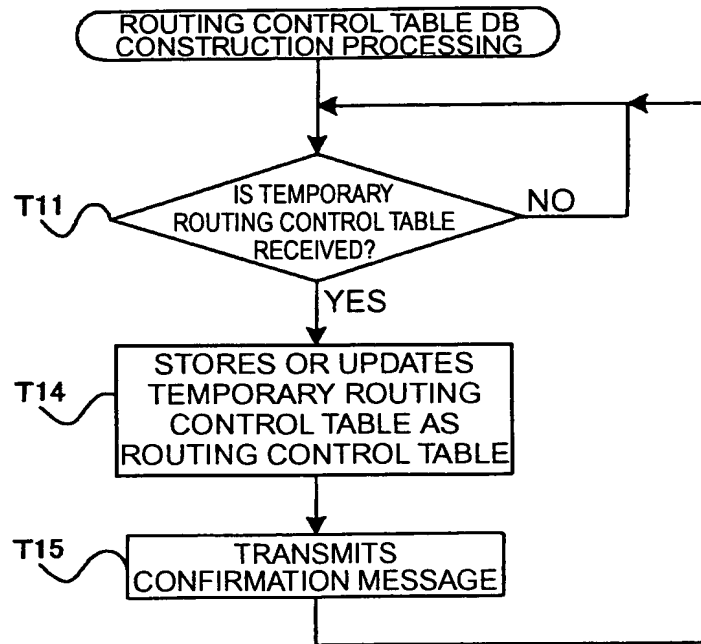 ROUTING CONTROL TABLE DB
CONSTRUCTION PROCESSING
T11
IS TEMPORARY
ROUTING CONTROL TABLE
RECEIVED?
NO
YES
T14
STORES OR UPDATES
TEMPORARY ROUTING
CONTROL TABLE AS
ROUTING CONTROL TABLE
T15
TRANSMITS
CONFIRMATION MESSAGE